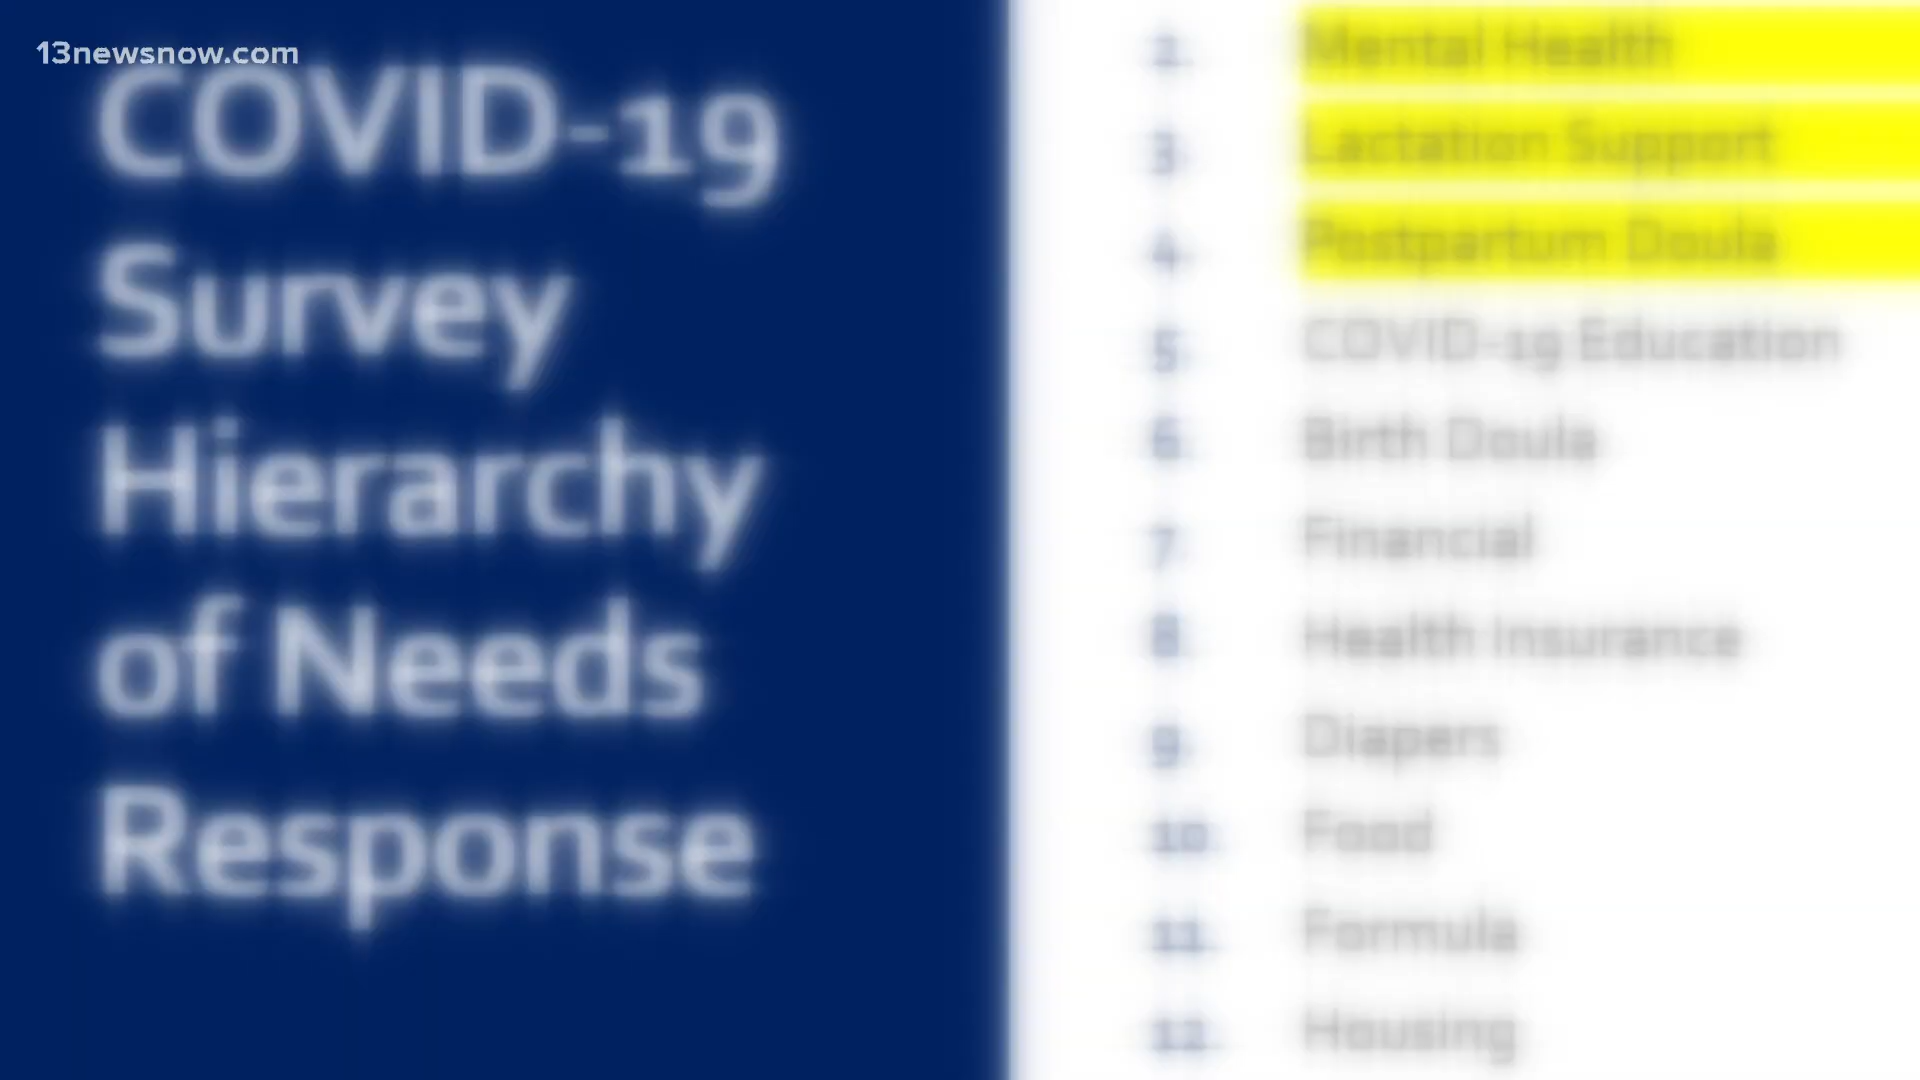 13newsnow.com
COVID-19
Survey
Hierarchy
of Needs
Response
2. Mental Health
3. Lactation Support
4. Postpartum Doula
5. COVID-19 Education
6. Birth Doula
7. Financial
8. Health Insurance
9. Diapers
10. Food
11. Formula
12. Housing